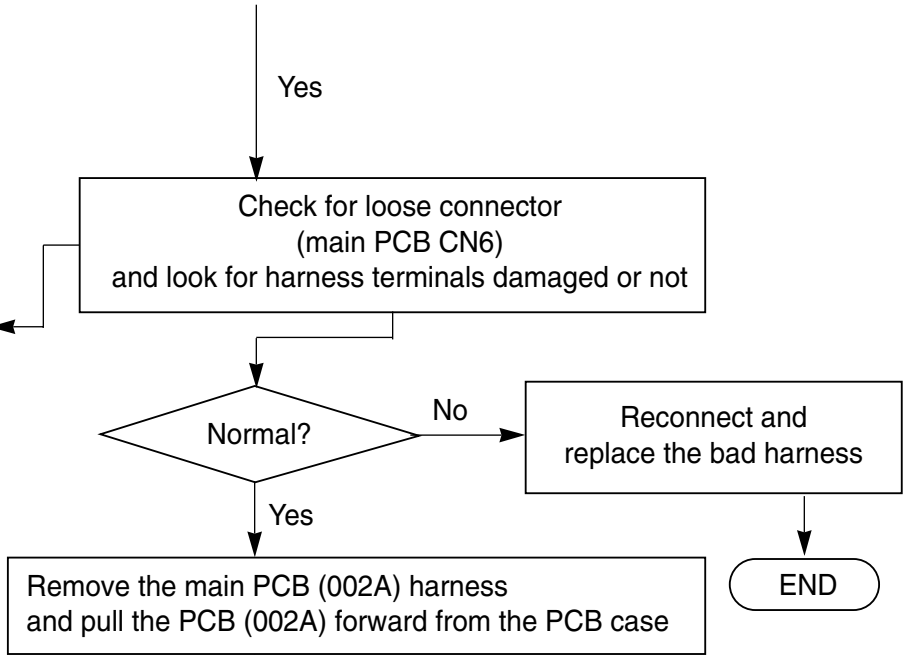 Yes
Check for loose connector
(main PCB CN6)
and look for harness terminals damaged or not
Normal?
No
Reconnect and
replace the bad harness
Yes
END
Remove the main PCB (002A) harness
and pull the PCB (002A) forward from the PCB case